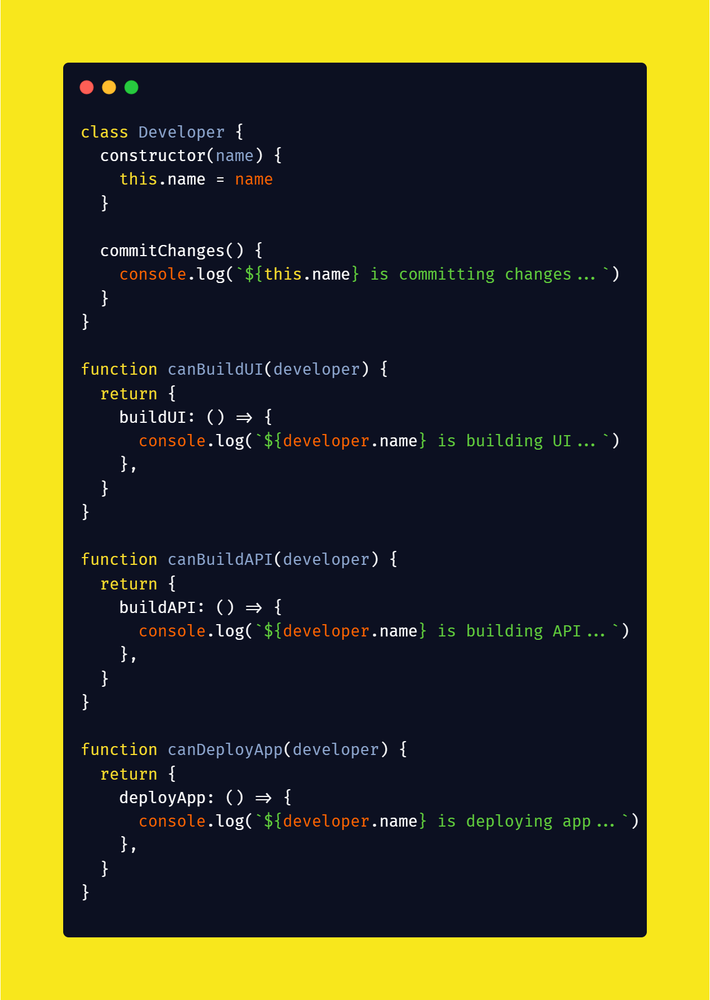 class Developer {
  constructor(name) {
    this.name = name
  }

  commitChanges() {
    console.log(`${this.name} is committing changes...`)
  }
}

function canBuildUI(developer) {
  return {
    buildUI: () => {
      console.log(`${developer.name} is building UI...`)
    },
  }
}

function canBuildAPI(developer) {
  return {
    buildAPI: () => {
      console.log(`${developer.name} is building API...`)
    },
  }
}

function canDeployApp(developer) {
  return {
    deployApp: () => {
      console.log(`${developer.name} is deploying app...`)
    },
  }
}